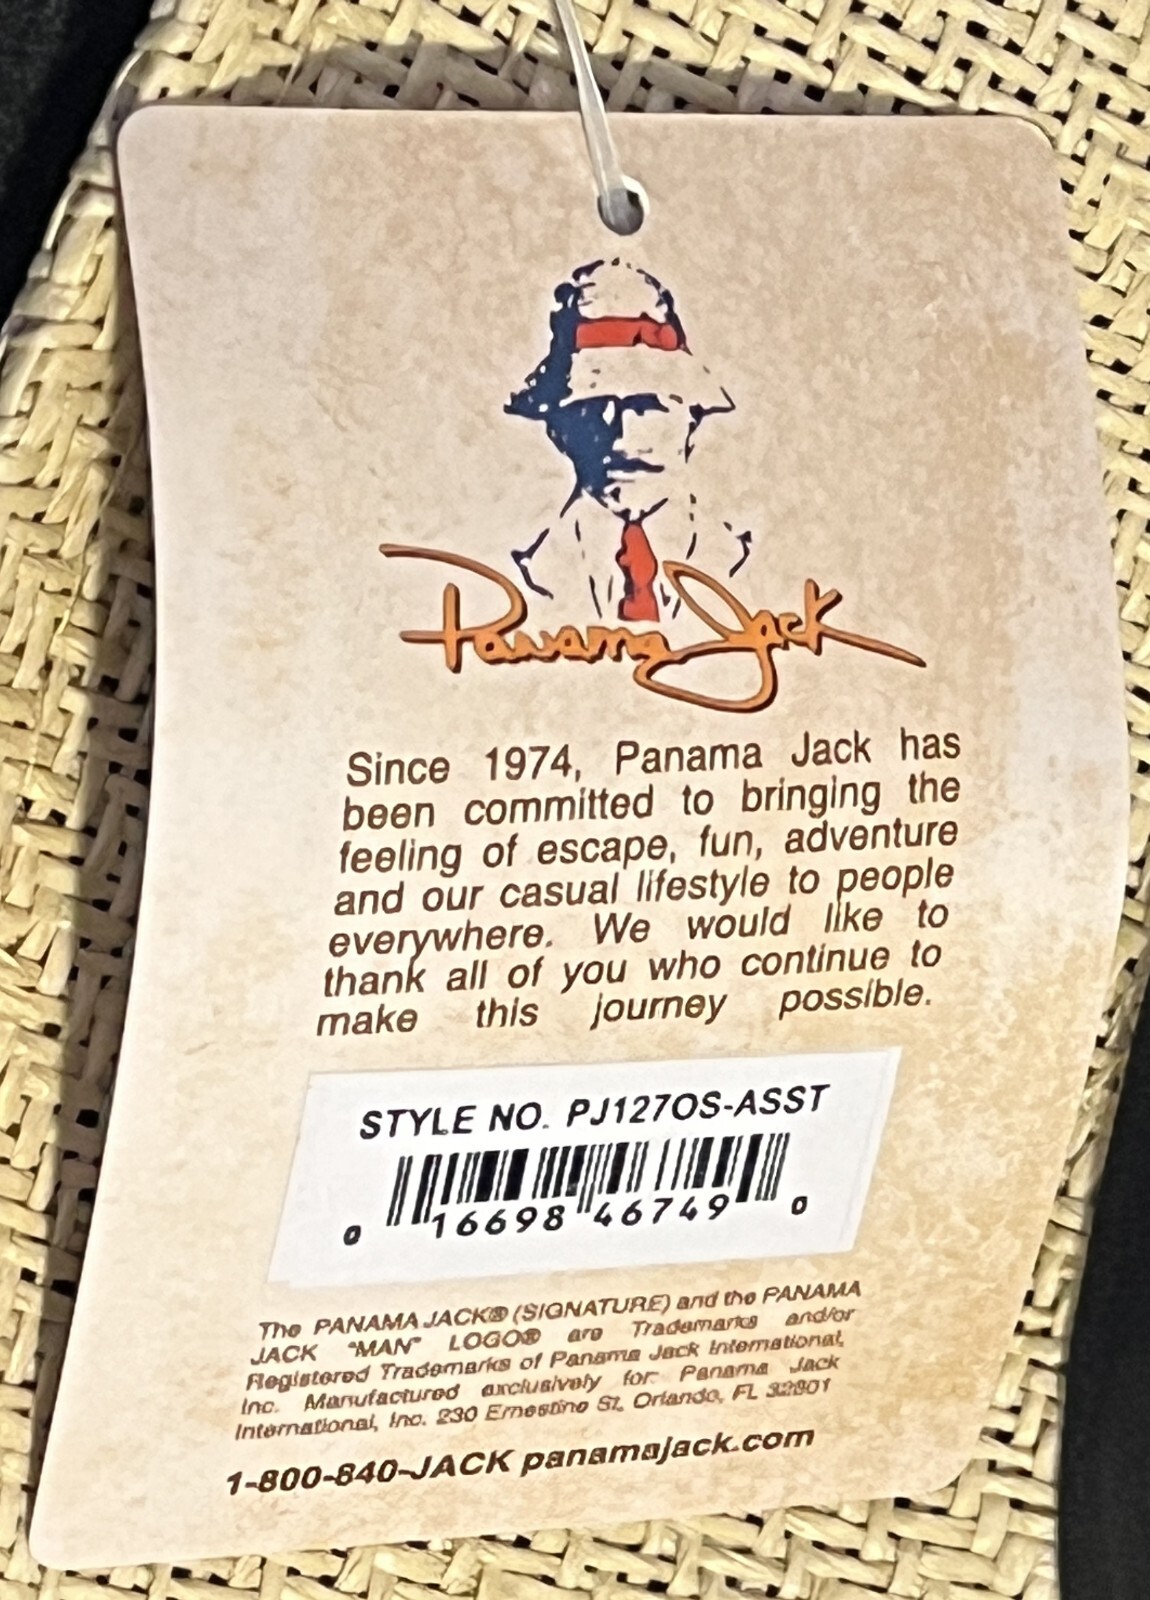 Panama Jack
Since 1974, Panama Jack has
been committed to bringing the
feeling of escape, fun, adventure
and our casual lifestyle to people
everywhere. We would like to
thank all of you who continue to
make this journey possible.
STYLE NO. PJ127OS-ASST
0 16698 46749 0
The PANAMA JACK® (SIGNATURE) and the PANAMA
JACK "MAN" LOGO® are Trademarks and/or
Registered Trademarks of Panama Jack International,
Inc. Manufactured exclusively for: Panama Jack
International, Inc. 230 Ernestine St, Orlando, FL 32801
1-800-840-JACK panamajack.com